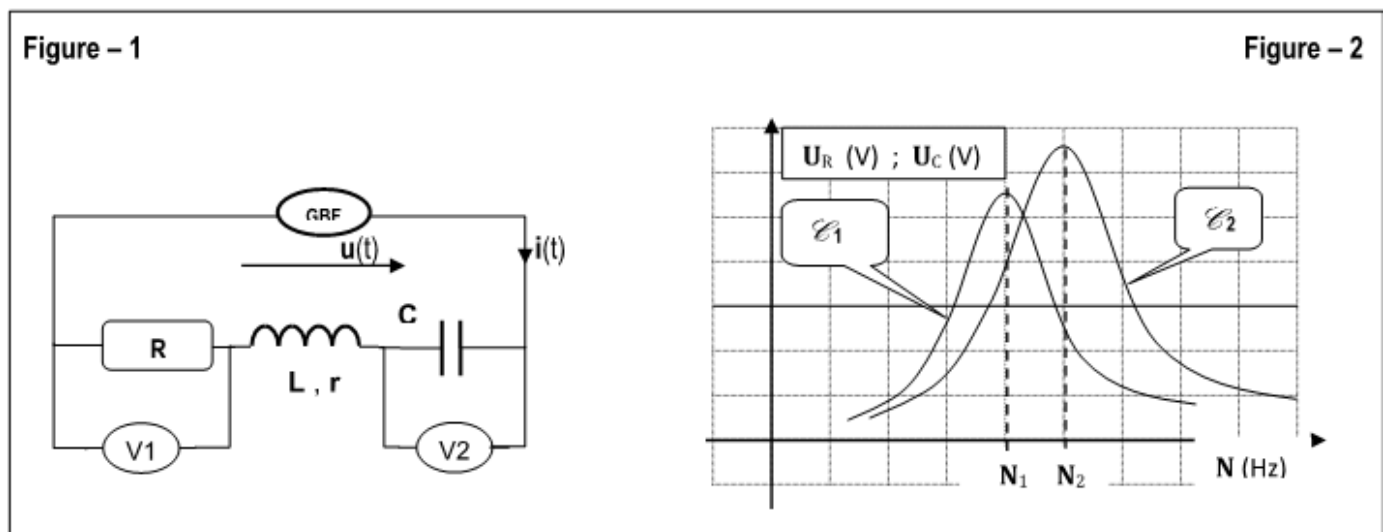 Figure – 1
Figure – 2
U_R (V) ; U_C (V)
GBF
𝒞1
𝒞2
u(t)
i(t)
C
R
L , r
V1
V2
N (Hz)
N1
N2